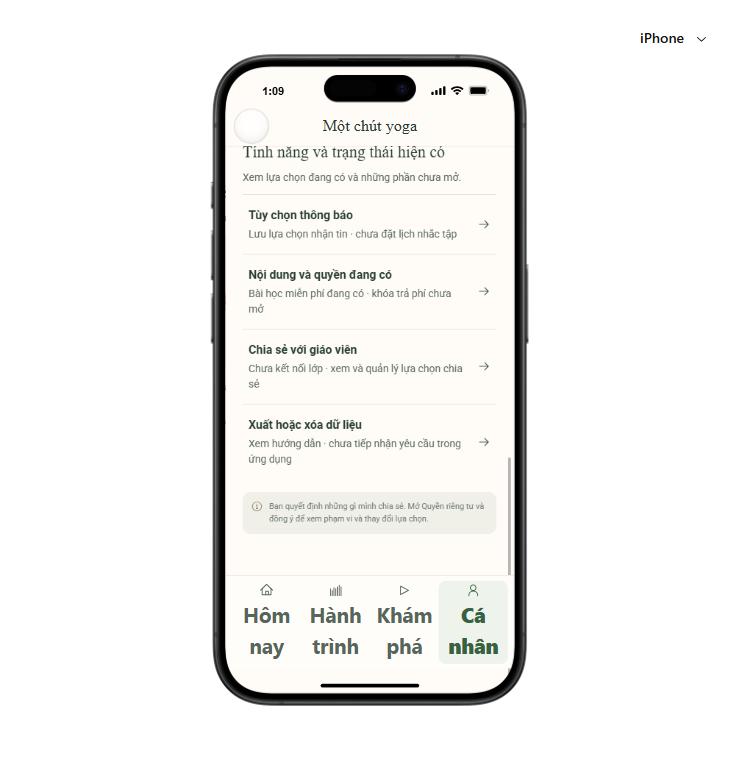 iPhone
1:09
Một chút yoga
Tính năng và trạng thái hiện có
Xem lựa chọn đang có và những phần chưa mở.
Tùy chọn thông báo
Lưu lựa chọn nhận tin · chưa đặt lịch nhắc tập
Nội dung và quyền đang có
Bài học miễn phí đang có · khóa trả phí chưa
mở
Chia sẻ với giáo viên
Chưa kết nối lớp · xem và quản lý lựa chọn chia
sẻ
Xuất hoặc xóa dữ liệu
Xem hướng dẫn · chưa tiếp nhận yêu cầu trong
ứng dụng
Bạn quyết định những gì mình chia sẻ. Mở Quyền riêng tư và
đồng ý để xem phạm vi và thay đổi lựa chọn.
Hôm
nay
Hành
trình
Khám
phá
Cá
nhân